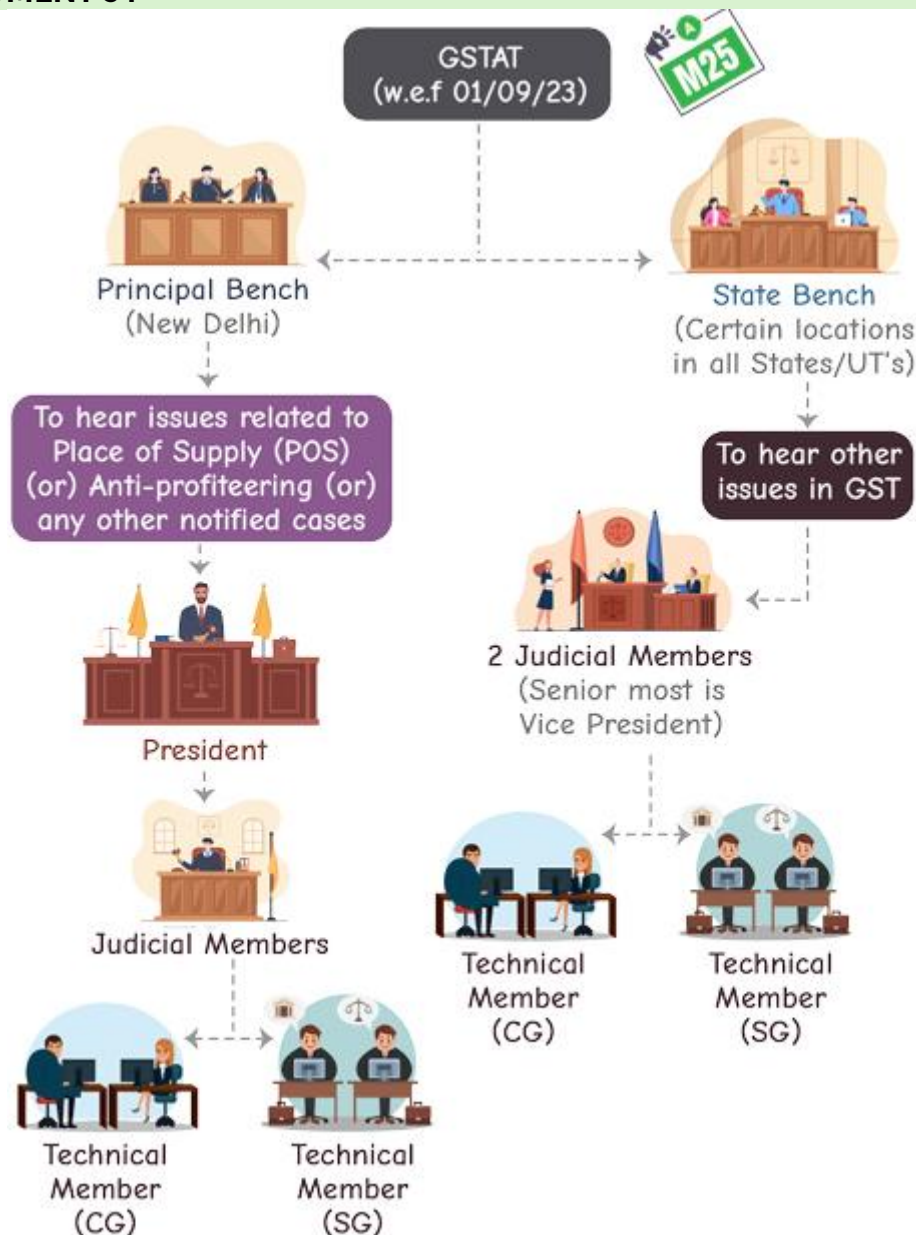 GSTAT
(w.e.f 01/09/23)
A
M25
Principal Bench
(New Delhi)
To hear issues related to
Place of Supply (POS)
(or) Anti-profiteering (or)
any other notified cases
President
Judicial Members
Technical
Member
(CG)
Technical
Member
(SG)
State Bench
(Certain locations
in all States/UT's)
To hear other
issues in GST
2 Judicial Members
(Senior most is
Vice President)
Technical
Member
(CG)
Technical
Member
(SG)